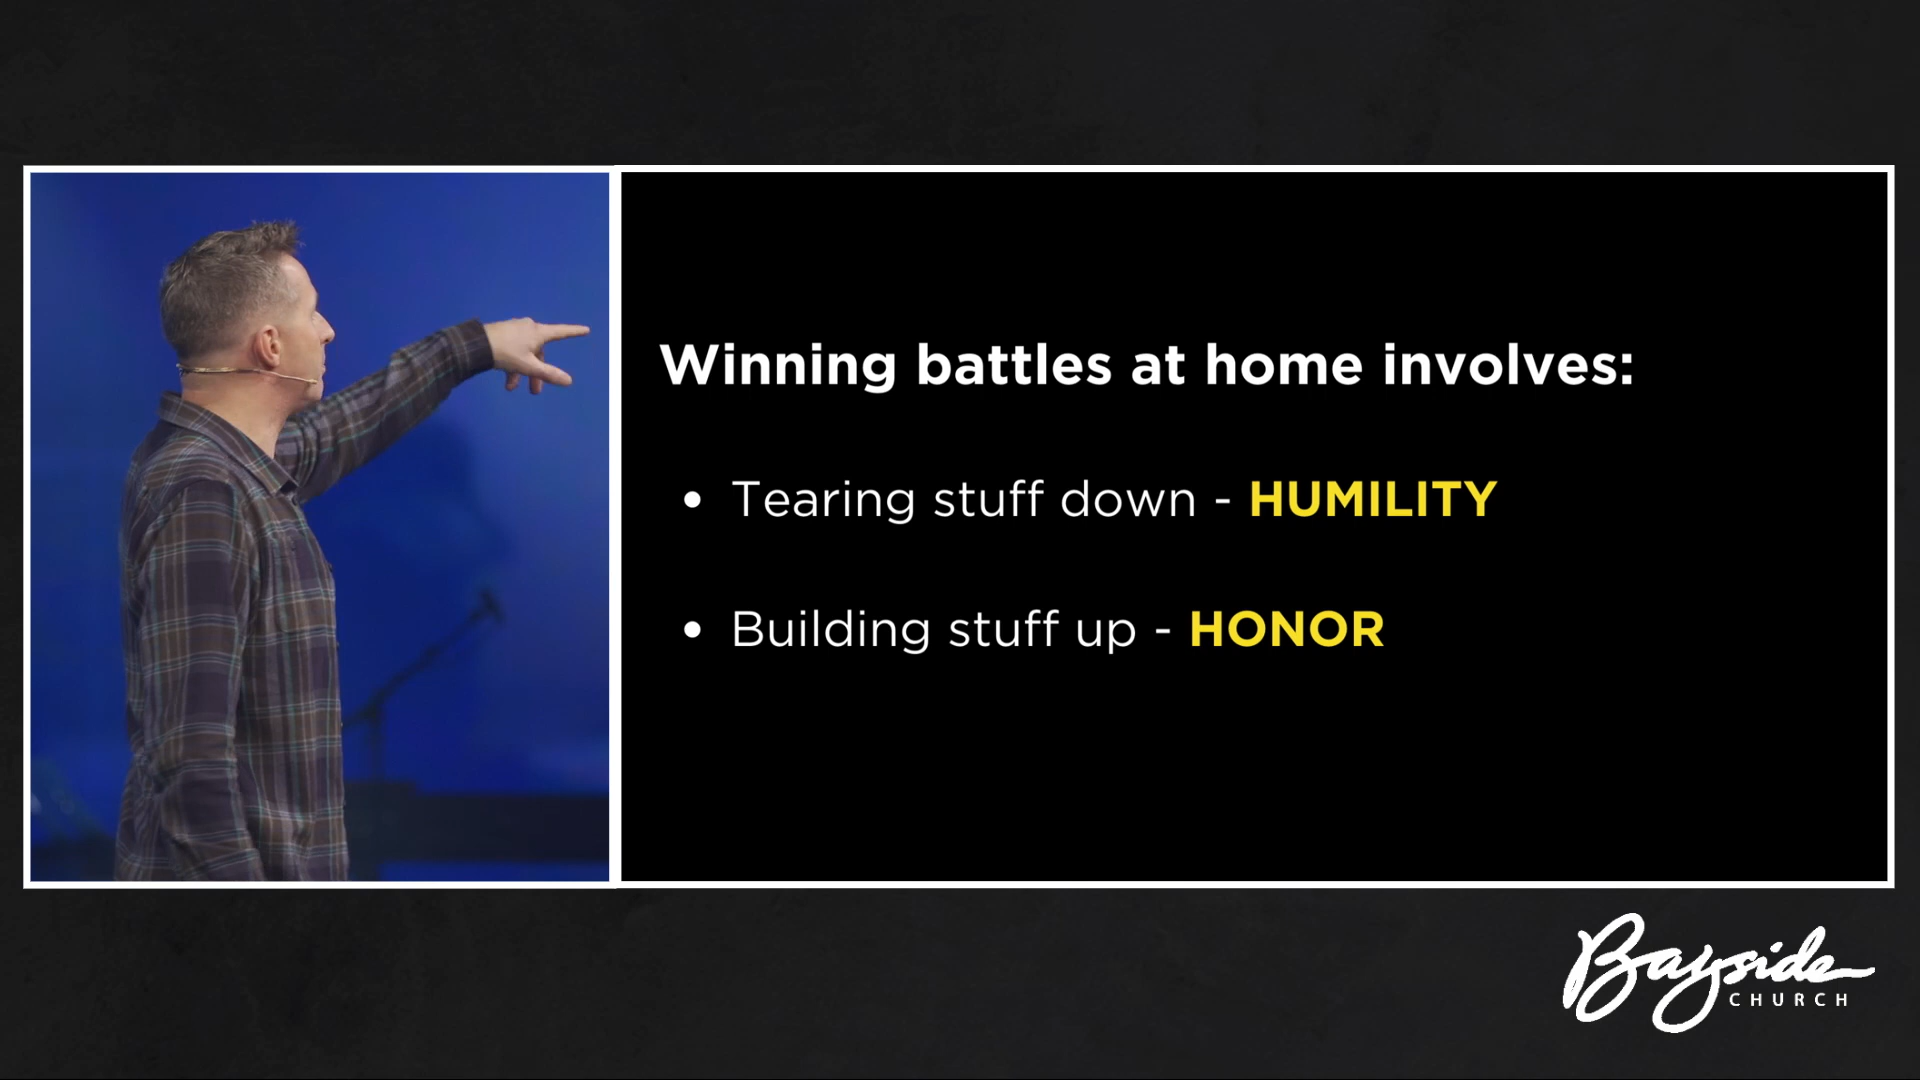 Winning battles at home involves:
• Tearing stuff down - HUMILITY
• Building stuff up - HONOR
Bayside
CHURCH